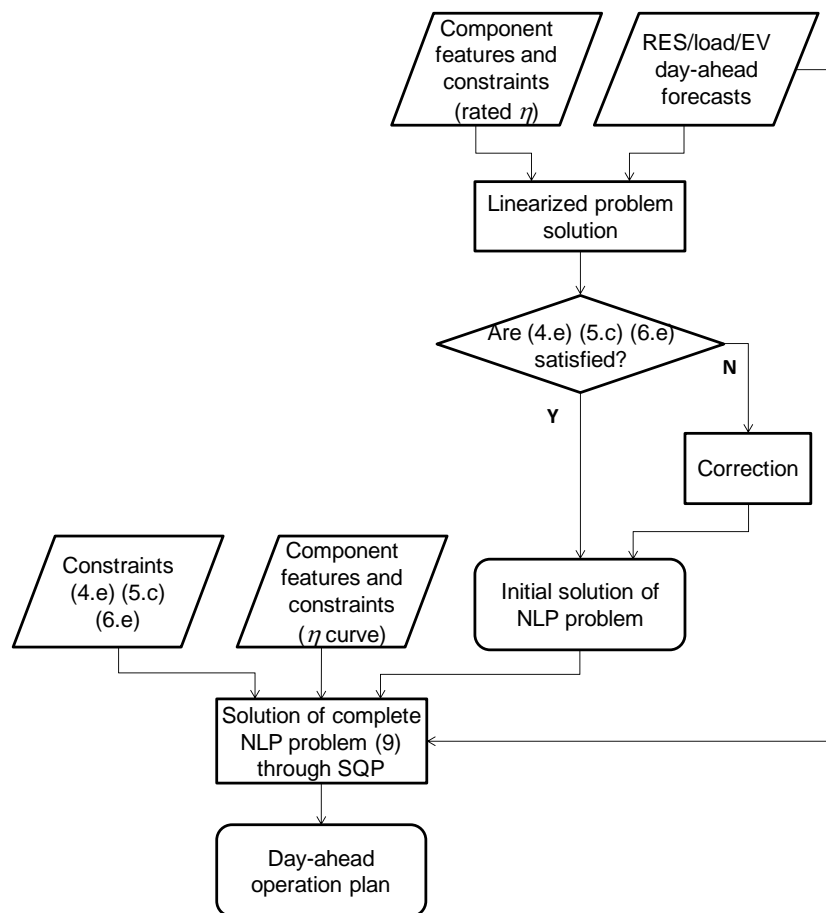 Component
features and
constraints
(rated η)
RES/load/EV
day-ahead
forecasts
Linearized problem
solution
Are (4.e) (5.c) (6.e)
satisfied?
N
Y
Correction
Constraints
(4.e) (5.c)
(6.e)
Component
features and
constraints
(η curve)
Initial solution of
NLP problem
Solution of complete
NLP problem (9)
through SQP
Day-ahead
operation plan